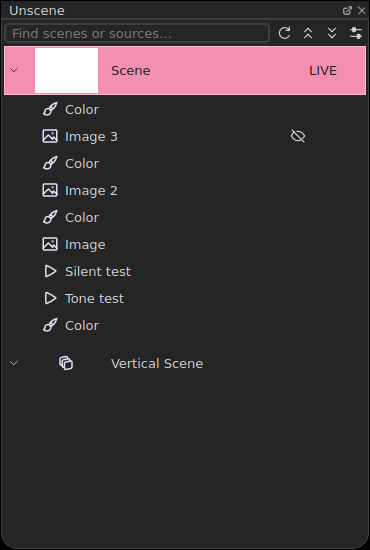 Unscene
Find scenes or sources...
Scene LIVE
Color
Image 3
Color
Image 2
Color
Image
Silent test
Tone test
Color
Vertical Scene